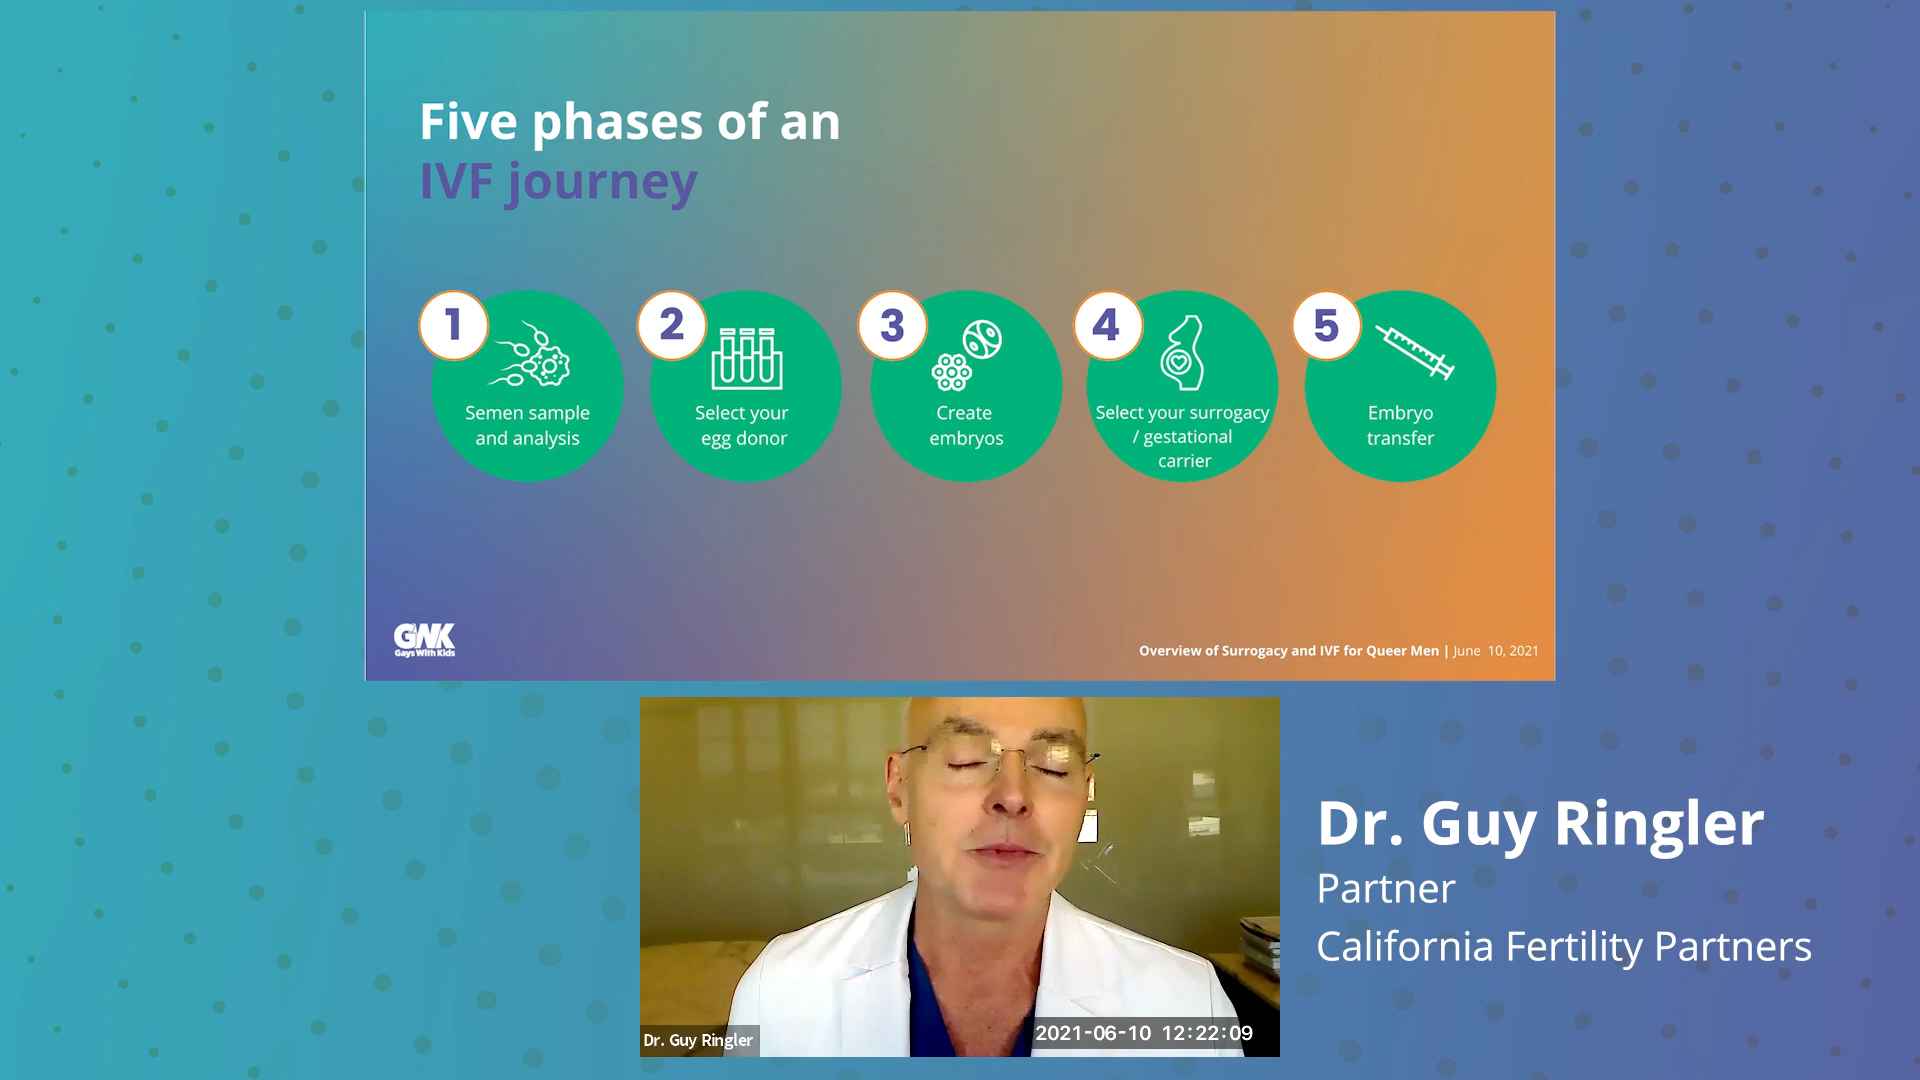 Five phases of an
IVF journey
1
Semen sample
and analysis
2
Select your
egg donor
3
Create
embryos
4
Select your surrogacy
/ gestational
carrier
5
Embryo
transfer
GWK
Gays With Kids
Overview of Surrogacy and IVF for Queer Men | June 10, 2021
Dr. Guy Ringler
2021-06-10 12:22:09
Dr. Guy Ringler
Partner
California Fertility Partners